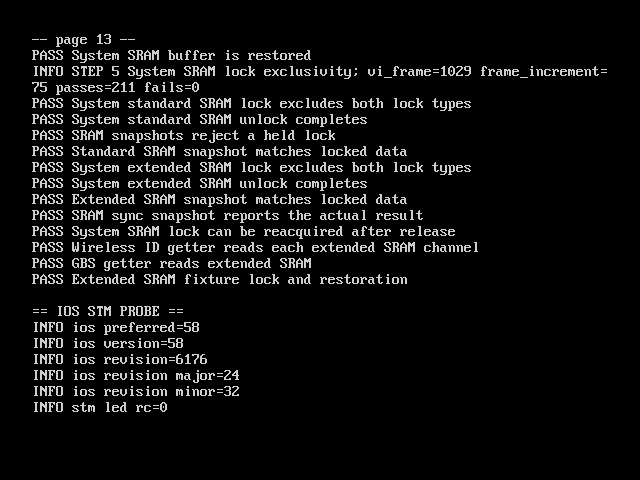 -- page 13 --
PASS System SRAM buffer is restored
INFO STEP 5 System SRAM lock exclusivity; vi_frame=1029 frame_increment=
75 passes=211 fails=0
PASS System standard SRAM lock excludes both lock types
PASS System standard SRAM unlock completes
PASS SRAM snapshots reject a held lock
PASS Standard SRAM snapshot matches locked data
PASS System extended SRAM lock excludes both lock types
PASS System extended SRAM unlock completes
PASS Extended SRAM snapshot matches locked data
PASS SRAM sync snapshot reports the actual result
PASS System SRAM lock can be reacquired after release
PASS Wireless ID getter reads each extended SRAM channel
PASS GBS getter reads extended SRAM
PASS Extended SRAM fixture lock and restoration

== IOS STM PROBE ==
INFO ios preferred=58
INFO ios version=58
INFO ios revision=6176
INFO ios revision major=24
INFO ios revision minor=32
INFO stm led rc=0